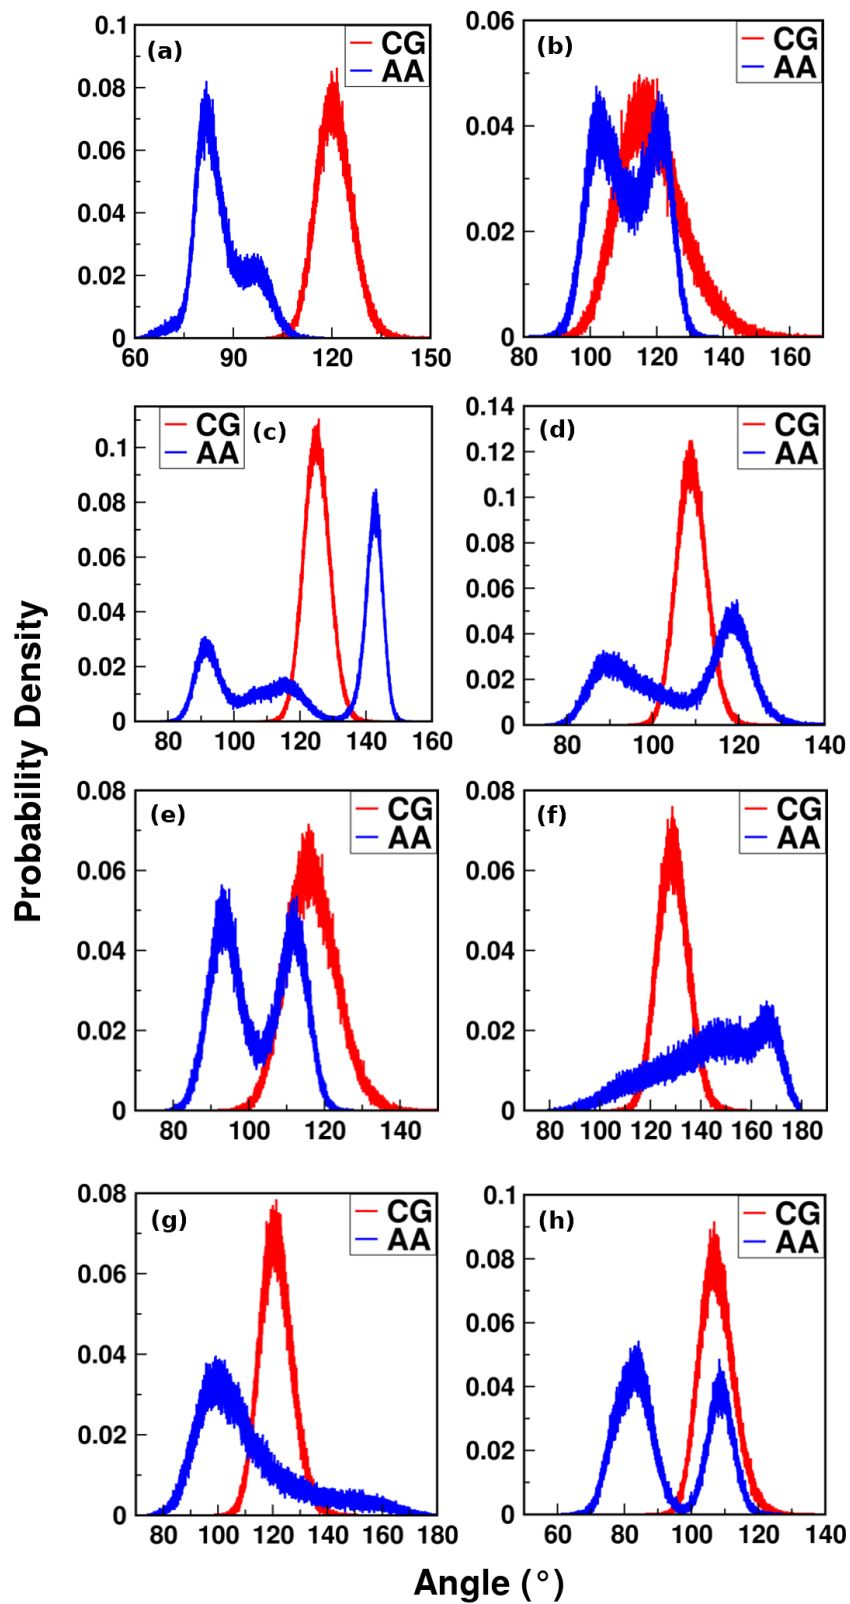 Probability Density
0.1
0.08
0.06
0.04
0.02
0
(a)
CG
AA
60 90 120 150
0.06
0.04
0.02
0
(b)
CG
AA
80 100 120 140 160
0.1
0.08
0.06
0.04
0.02
0
CG
AA
(c)
80 100 120 140 160
0.14
0.12
0.1
0.08
0.06
0.04
0.02
0
(d)
CG
AA
80 100 120 140
0.08
0.06
0.04
0.02
0
(e)
CG
AA
80 100 120 140
0.08
0.06
0.04
0.02
0
(f)
CG
AA
80 100 120 140 160 180
0.08
0.06
0.04
0.02
0
(g)
CG
AA
80 100 120 140 160 180
0.1
0.08
0.06
0.04
0.02
0
(h)
CG
AA
60 80 100 120 140
Angle (°)